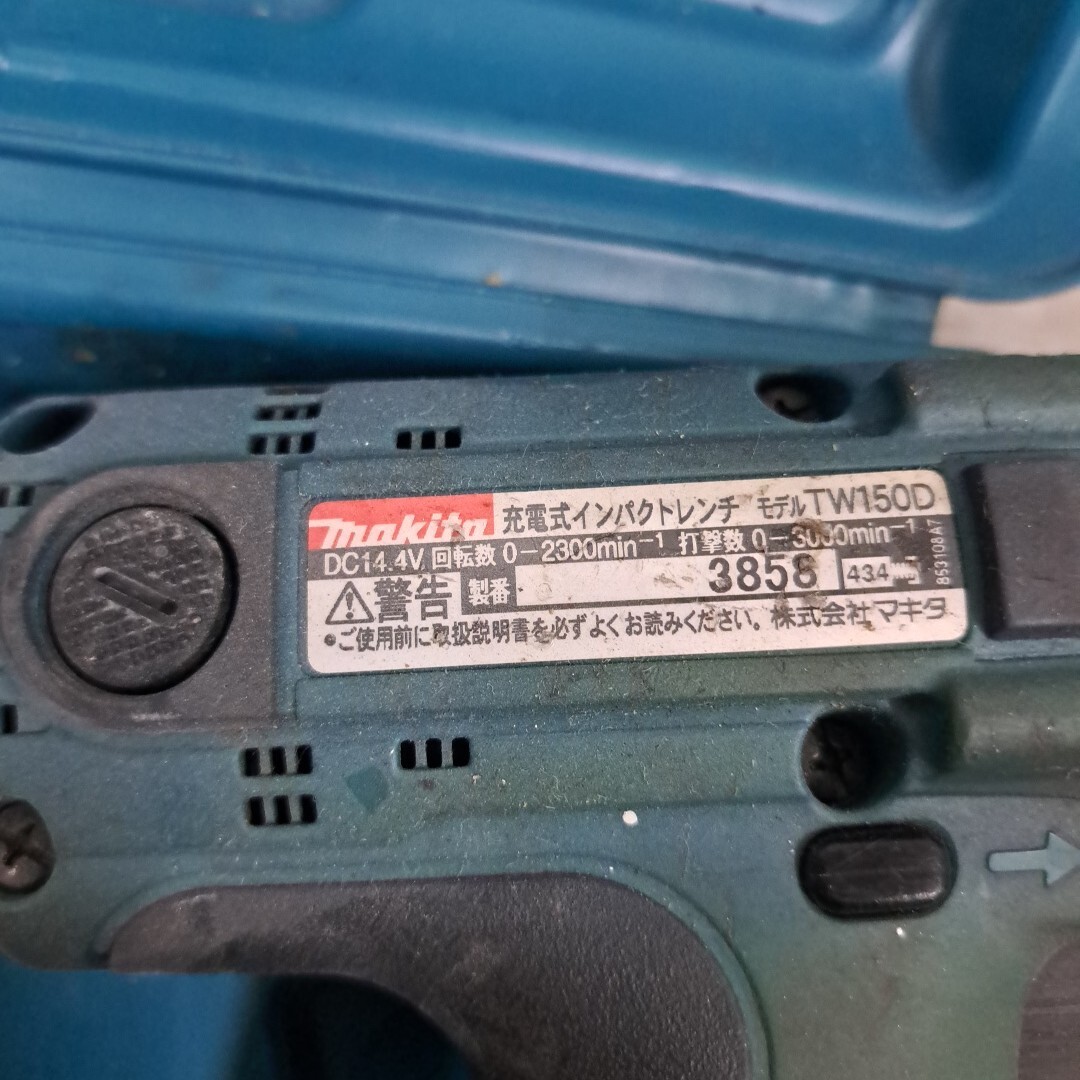 makita 充電式インパクトレンチ モデルTW150D
DC14.4V 回転数 0-2300min⁻¹ 打撃数 0-3000min⁻¹
警告 製番 3858 434
●ご使用前に取扱説明書を必ずよくお読みください。株式会社マキタ
853108A7